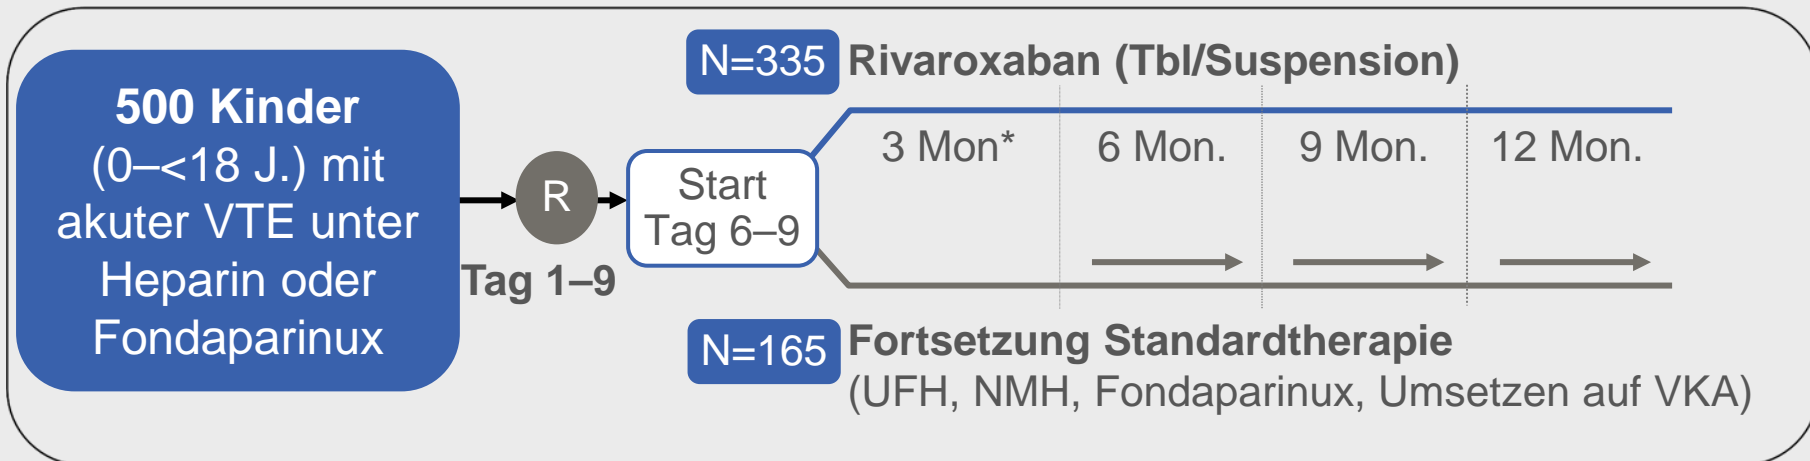 500 Kinder
(0–<18 J.) mit
akuter VTE unter
Heparin oder
Fondaparinux
R
Tag 1–9
Start
Tag 6–9
N=335 Rivaroxaban (Tbl/Suspension)
3 Mon* 6 Mon. 9 Mon. 12 Mon.
N=165 Fortsetzung Standardtherapie
(UFH, NMH, Fondaparinux, Umsetzen auf VKA)